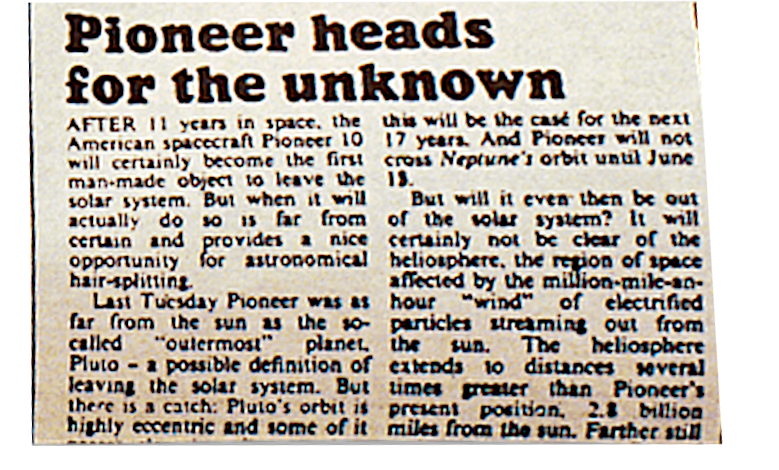 Pioneer heads
for the unknown
AFTER 11 years in space, the
American spacecraft Pioneer 10
will certainly become the first
man-made object to leave the
solar system. But when it will
actually do so is far from
certain and provides a nice
opportunity for astronomical
hair-splitting.
Last Tuesday Pioneer was as
far from the sun as the so-
called "outermost" planet,
Pluto – a possible definition of
leaving the solar system. But
there is a catch: Pluto's orbit is
highly eccentric and some of it
this will be the case for the next
17 years. And Pioneer will not
cross Neptune's orbit until June
13.
But will it even then be out
of the solar system? It will
certainly not be clear of the
heliosphere, the region of space
affected by the million-mile-an-
hour "wind" of electrified
particles streaming out from
the sun. The heliosphere
extends to distances several
times greater than Pioneer's
present position, 2.8 billion
miles from the sun. Farther still